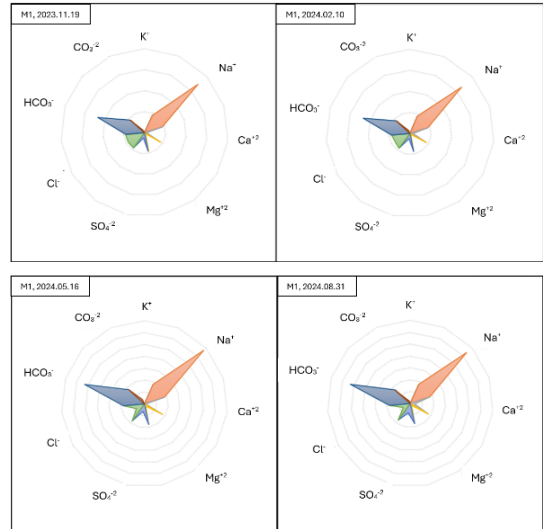 M1, 2023.11.19
K⁺
Na⁺
Ca⁺²
Mg⁺²
SO₄⁻²
Cl⁻
HCO₃⁻
CO₃⁻²
M1, 2024.02.10
K⁺
Na⁺
Ca⁺²
Mg⁺²
SO₄⁻²
Cl⁻
HCO₃⁻
CO₃⁻²
M1, 2024.05.16
K⁺
Na⁺
Ca⁺²
Mg⁺²
SO₄⁻²
Cl⁻
HCO₃⁻
CO₃⁻²
M1, 2024.08.31
K⁺
Na⁺
Ca⁺²
Mg⁺²
SO₄⁻²
Cl⁻
HCO₃⁻
CO₃⁻²